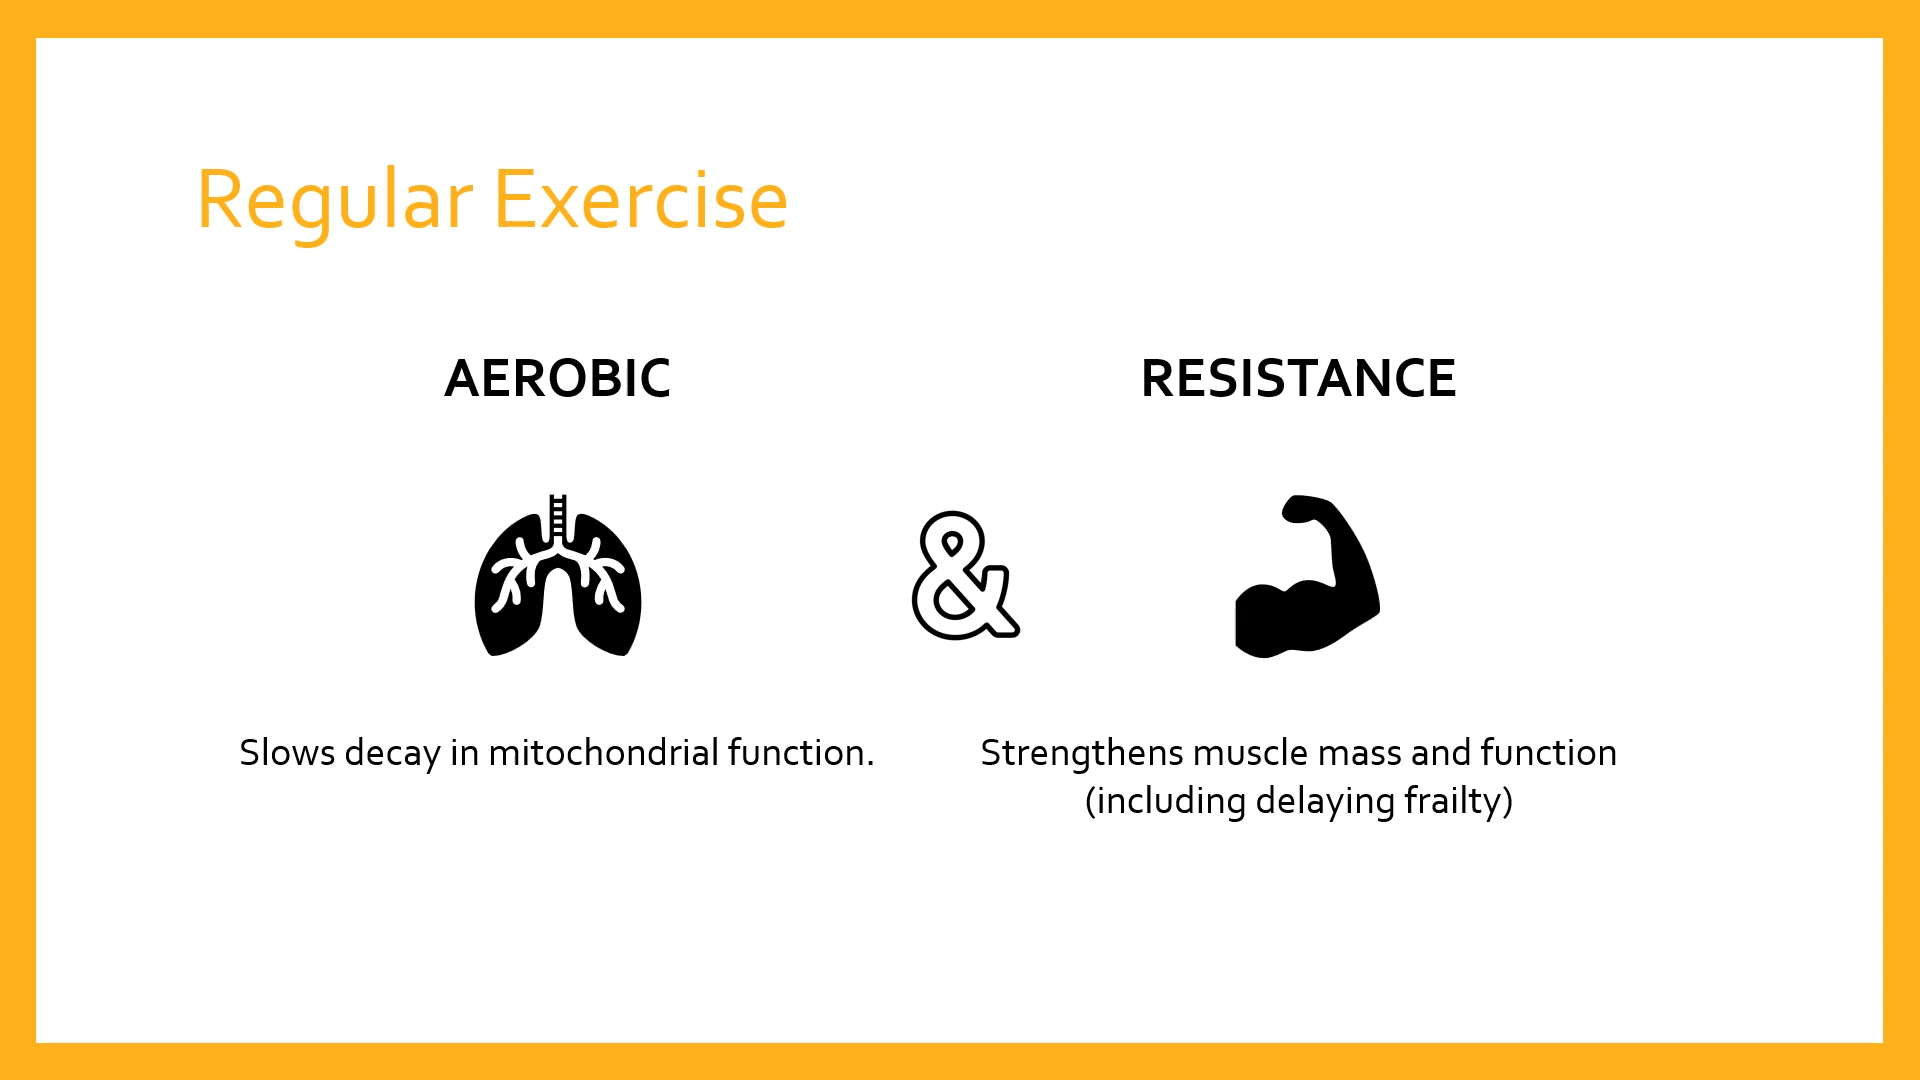 Regular Exercise
AEROBIC
RESISTANCE
&
Slows decay in mitochondrial function.
Strengthens muscle mass and function
(including delaying frailty)